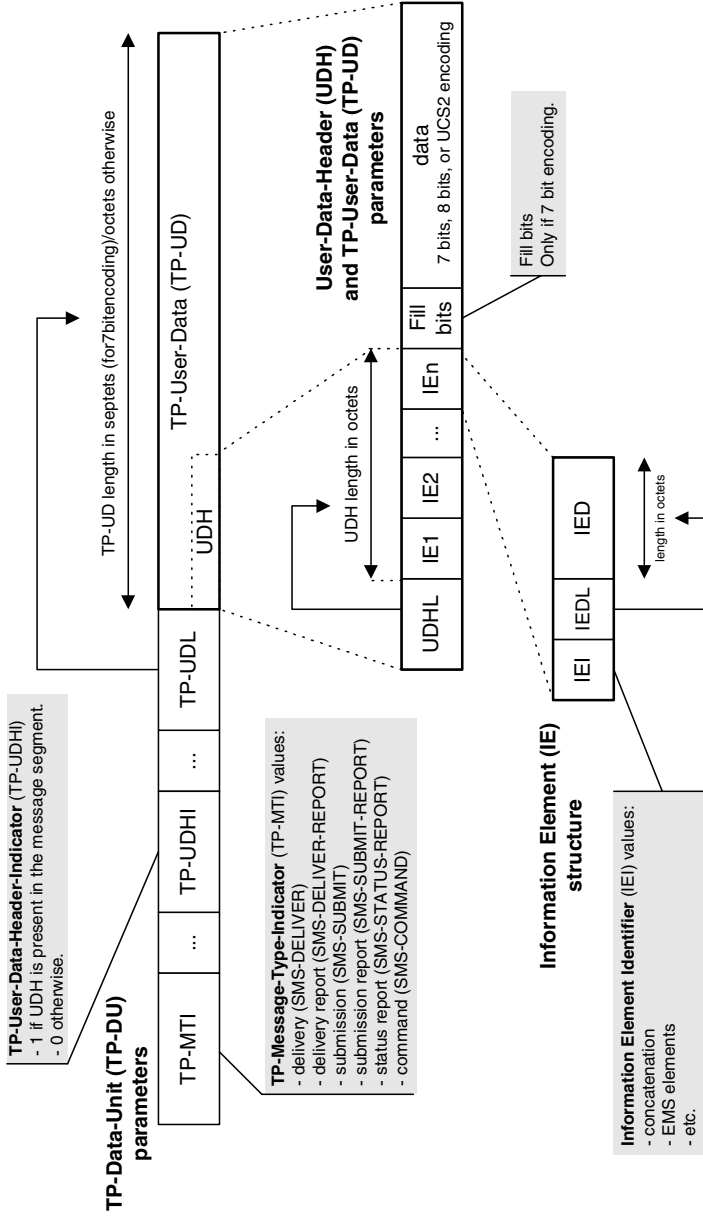 TP-User-Data-Header-Indicator (TP-UDHI)
- 1 if UDH is present in the message segment.
- 0 otherwise.
TP-Data-Unit (TP-DU)
parameters
TP-UD length in septets (for7bitencoding)/octets otherwise
TP-MTI
...
TP-UDHI
...
TP-UDL
UDH
TP-User-Data (TP-UD)
TP-Message-Type-Indicator (TP-MTI) values:
- delivery (SMS-DELIVER)
- delivery report (SMS-DELIVER-REPORT)
- submission (SMS-SUBMIT)
- submission report (SMS-SUBMIT-REPORT)
- status report (SMS-STATUS-REPORT)
- command (SMS-COMMAND)
User-Data-Header (UDH)
and TP-User-Data (TP-UD)
parameters
UDH length in octets
UDHL
IE1
IE2
...
IEn
Fill
bits
data
7 bits, 8 bits, or UCS2 encoding
Fill bits
Only if 7 bit encoding.
Information Element (IE)
structure
IEI
IEDL
IED
length in octets
Information Element Identifier (IEI) values:
- concatenation
- EMS elements
- etc.